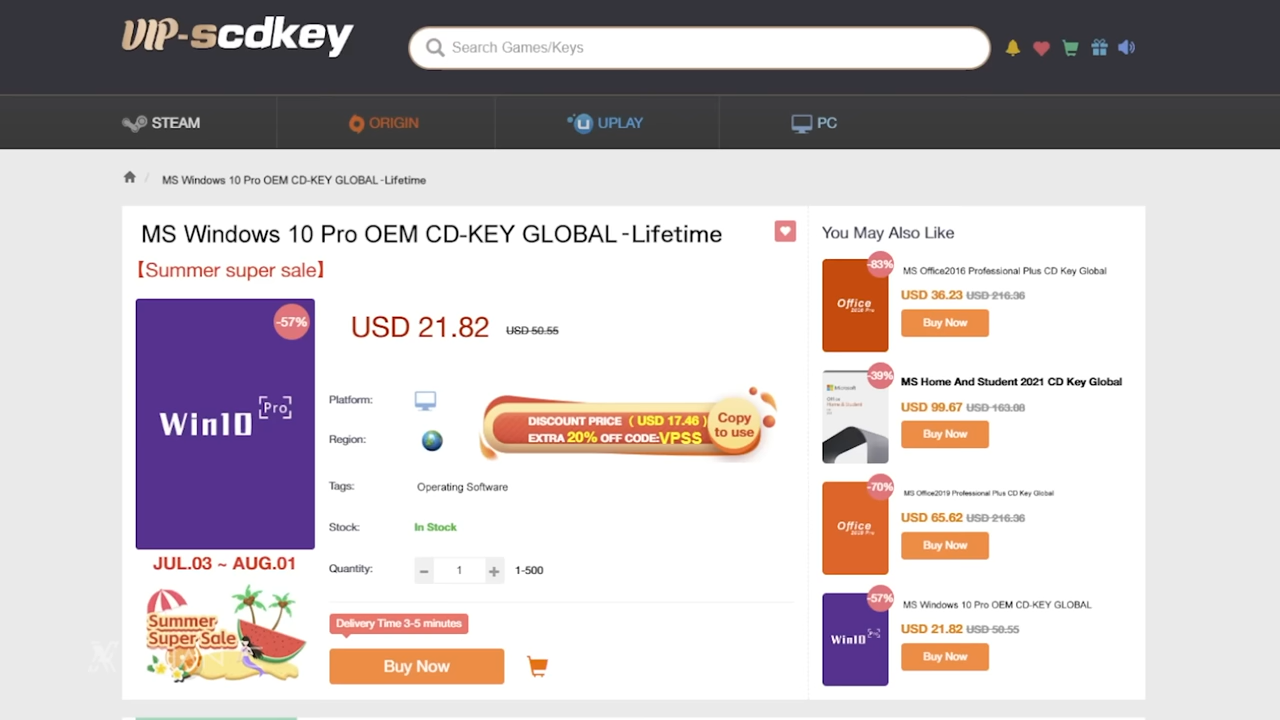 VIP-scdkey
Search Games/Keys
STEAM
ORIGIN
UPLAY
PC
/ MS Windows 10 Pro OEM CD-KEY GLOBAL -Lifetime
MS Windows 10 Pro OEM CD-KEY GLOBAL -Lifetime
【Summer super sale】
-57%
Win10 Pro
USD 21.82 USD 50.55
Platform:
DISCOUNT PRICE ( USD 17.46 )
EXTRA 20% OFF CODE:VPSS
Copy
to use
Region:
Tags: Operating Software
Stock: In Stock
Quantity: − 1 + 1-500
JUL.03 ~ AUG.01
Summer
Super Sale
Delivery Time 3-5 minutes
Buy Now
You May Also Like
-83%
Office
MS Office2016 Professional Plus CD Key Global
USD 36.23 USD 216.36
Buy Now
-39%
Microsoft
Office
Home & Student
MS Home And Student 2021 CD Key Global
USD 99.67 USD 163.08
Buy Now
-70%
Office
MS Office2019 Professional Plus CD Key Global
USD 65.62 USD 216.36
Buy Now
-57%
Win10
MS Windows 10 Pro OEM CD-KEY GLOBAL
USD 21.82 USD 50.55
Buy Now